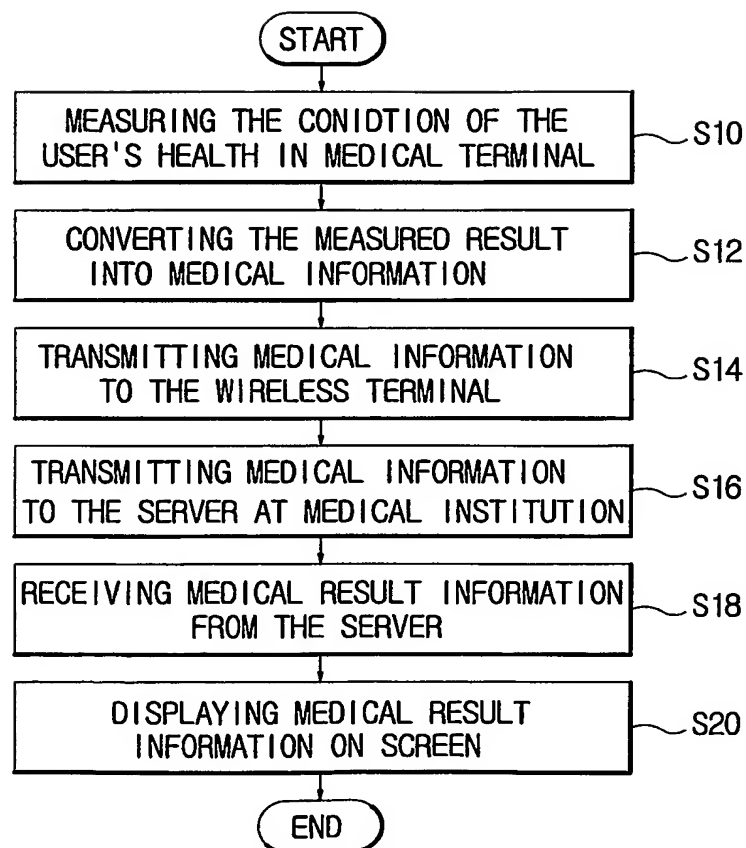 START
MEASURING THE CONIDTION OF THE
USER'S HEALTH IN MEDICAL TERMINAL
S10
CONVERTING THE MEASURED RESULT
INTO MEDICAL INFORMATION
S12
TRANSMITTING MEDICAL INFORMATION
TO THE WIRELESS TERMINAL
S14
TRANSMITTING MEDICAL INFORMATION
TO THE SERVER AT MEDICAL INSTITUTION
S16
RECEIVING MEDICAL RESULT INFORMATION
FROM THE SERVER
S18
DISPLAYING MEDICAL RESULT
INFORMATION ON SCREEN
S20
END